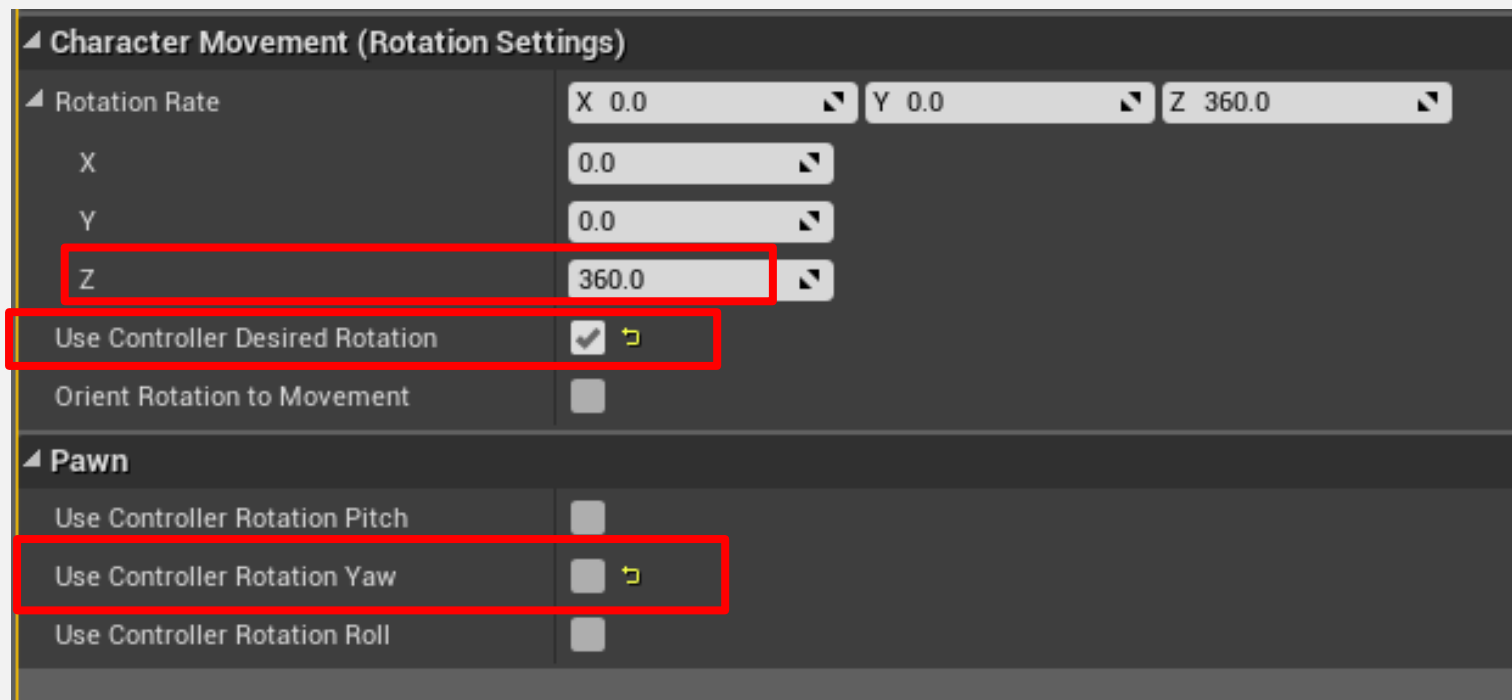 Character Movement (Rotation Settings)
Rotation Rate X 0.0 Y 0.0 Z 360.0
X 0.0
Y 0.0
Z 360.0
Use Controller Desired Rotation
Orient Rotation to Movement
Pawn
Use Controller Rotation Pitch
Use Controller Rotation Yaw
Use Controller Rotation Roll